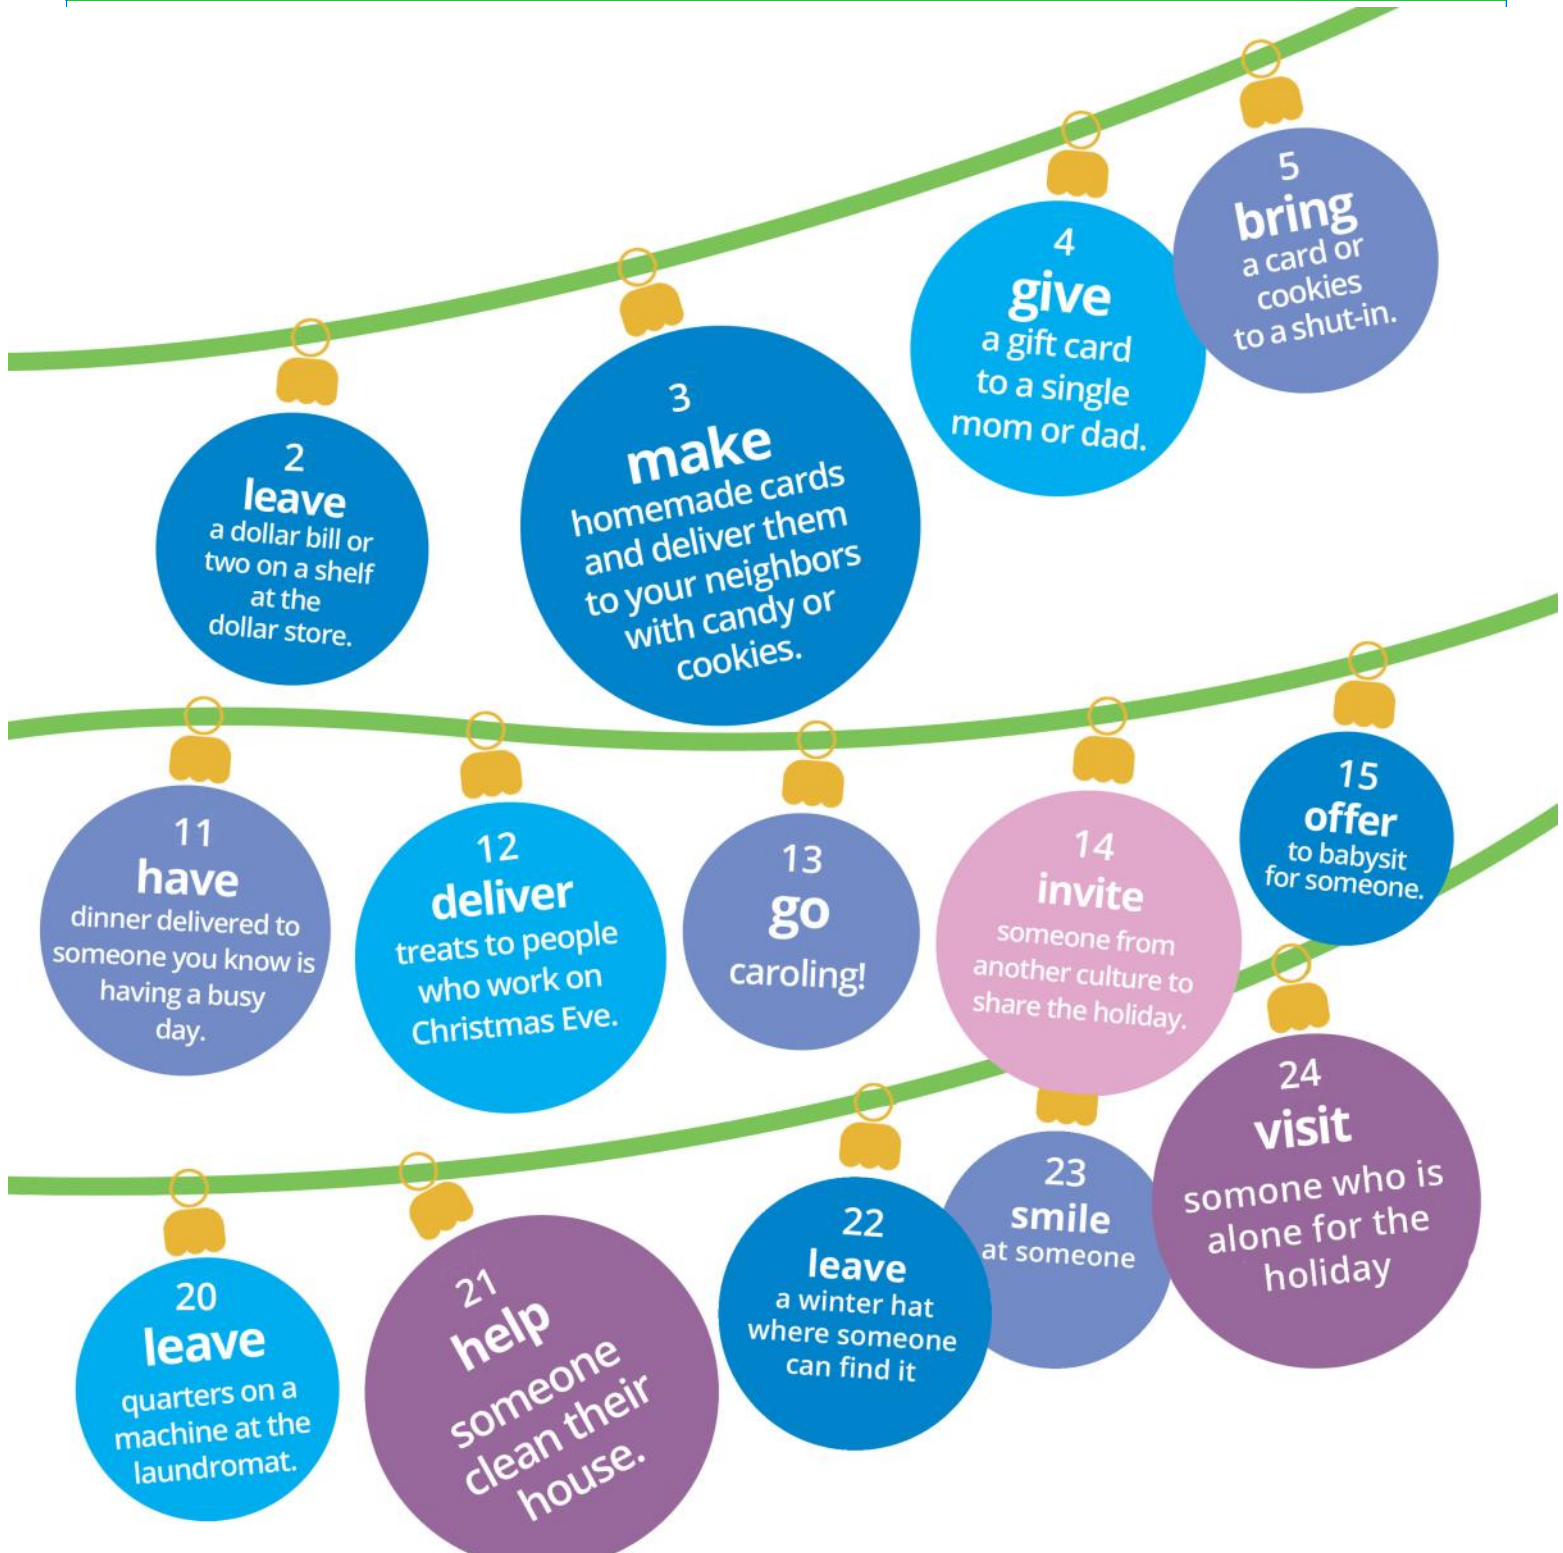 2
leave
a dollar bill or
two on a shelf
at the
dollar store.
3
make
homemade cards
and deliver them
to your neighbors
with candy or
cookies.
4
give
a gift card
to a single
mom or dad.
5
bring
a card or
cookies
to a shut-in.
11
have
dinner delivered to
someone you know is
having a busy
day.
12
deliver
treats to people
who work on
Christmas Eve.
13
go
caroling!
14
invite
someone from
another culture to
share the holiday.
15
offer
to babysit
for someone.
20
leave
quarters on a
machine at the
laundromat.
21
help
someone
clean their
house.
22
leave
a winter hat
where someone
can find it
23
smile
at someone
24
visit
somone who is
alone for the
holiday